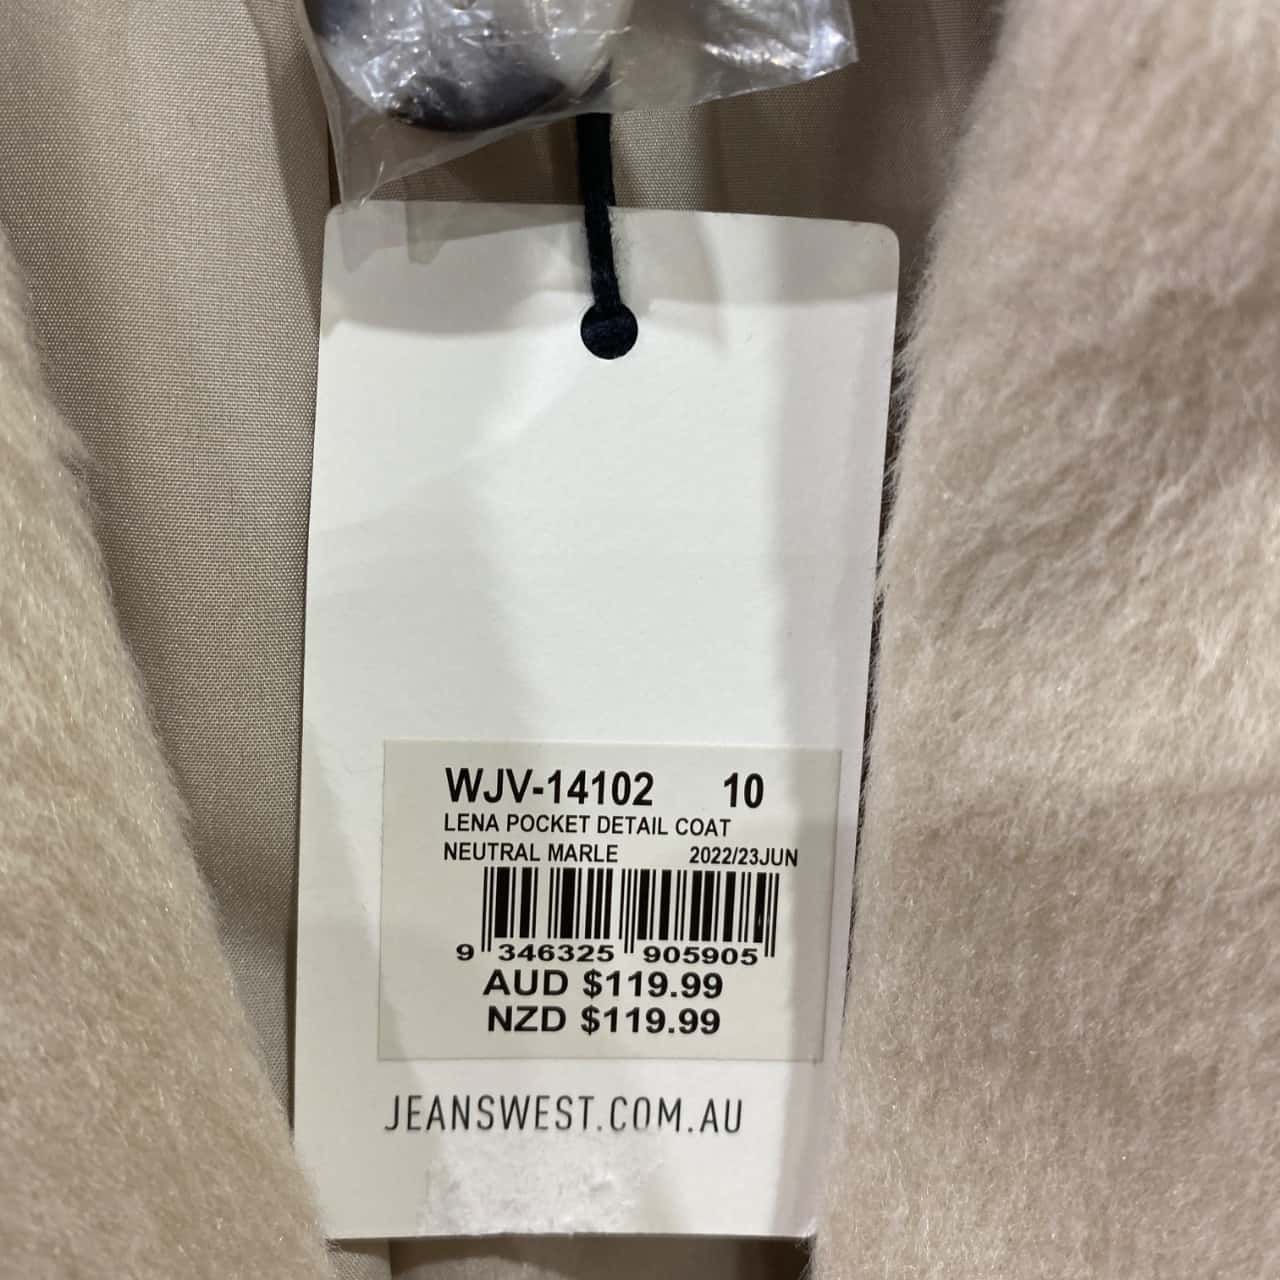 WJV-14102 10
LENA POCKET DETAIL COAT
NEUTRAL MARLE 2022/23JUN
9 346325 905905
AUD $119.99
NZD $119.99
JEANSWEST.COM.AU